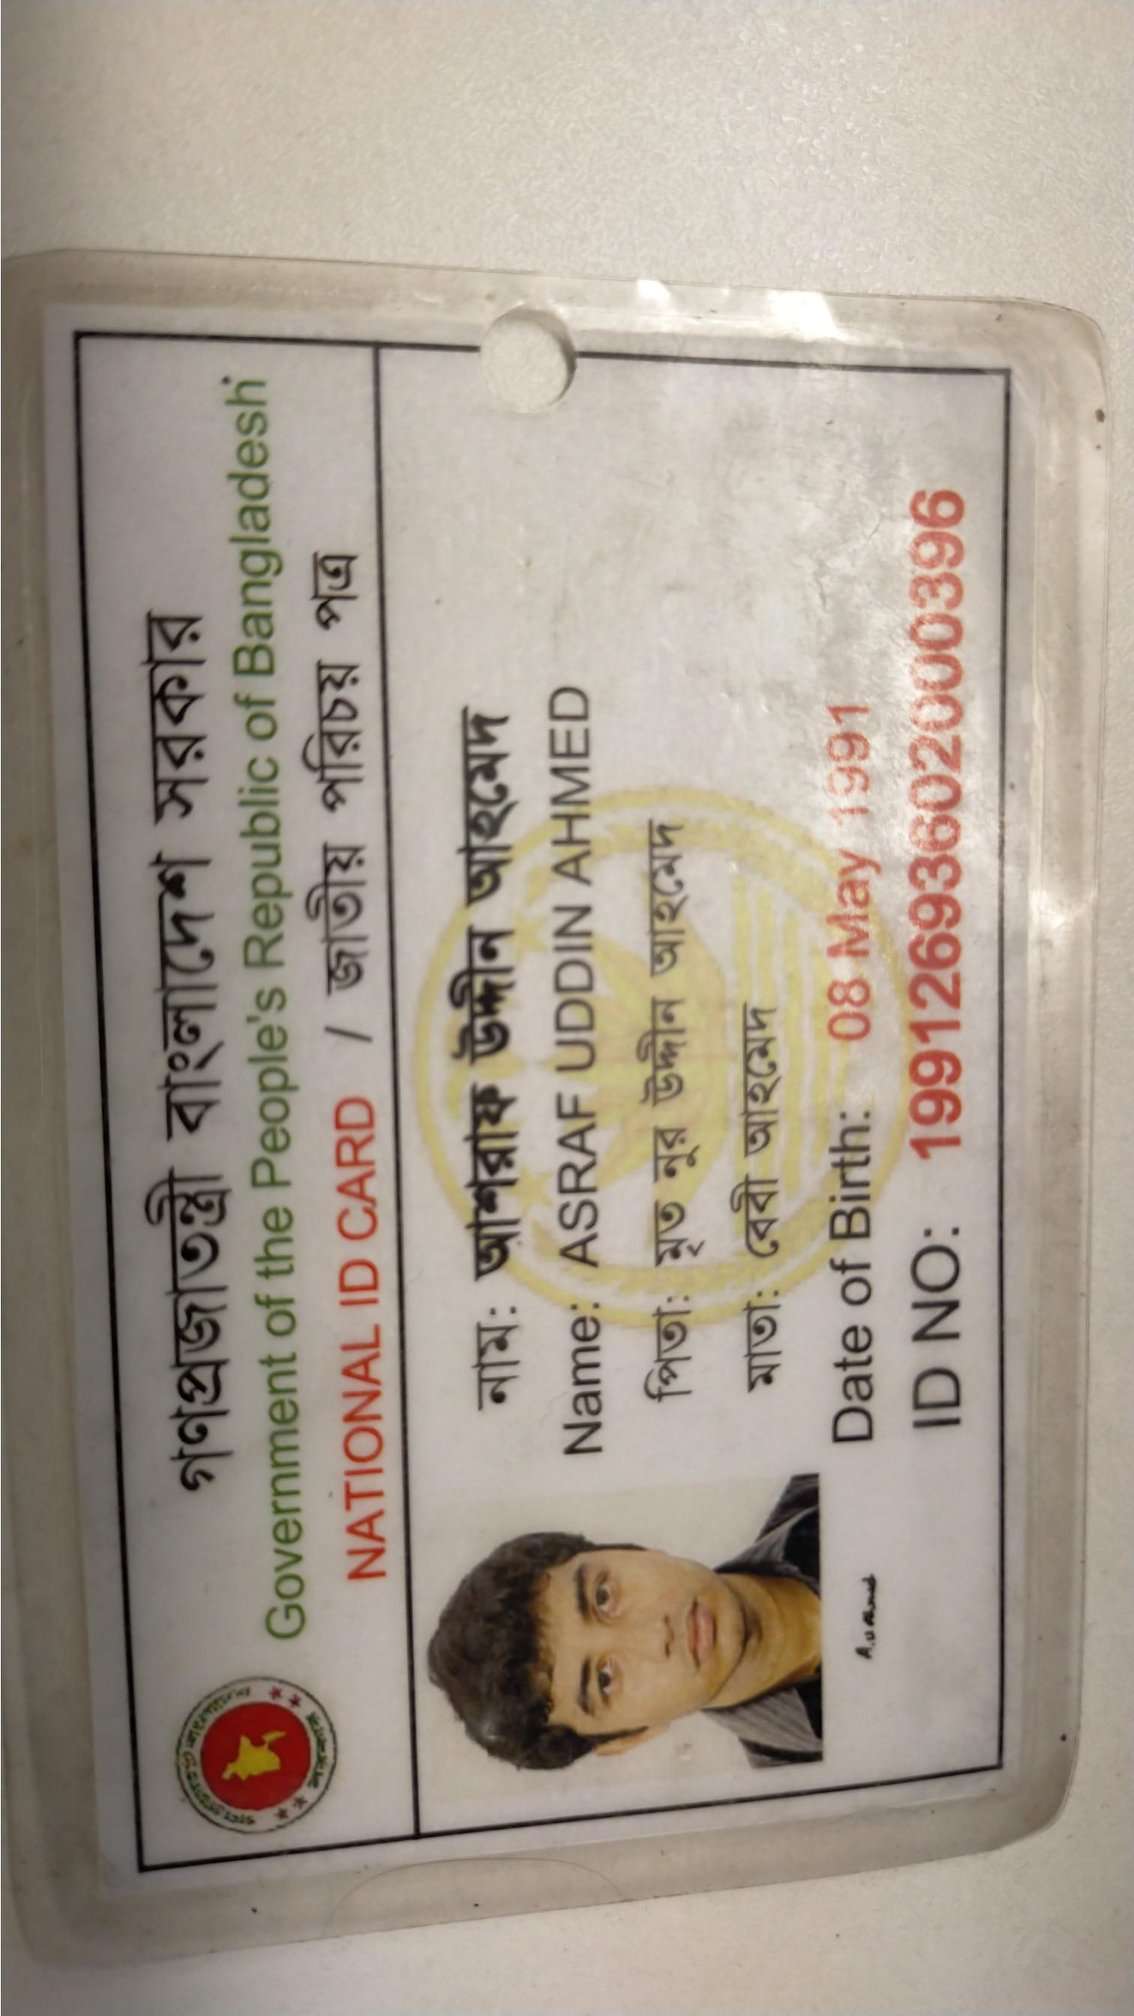 গণপ্রজাতন্ত্রী বাংলাদেশ সরকার
Government of the People's Republic of Bangladesh
NATIONAL ID CARD / জাতীয় পরিচয় পত্র
নাম: আশরাফ উদ্দীন আহমেদ
Name: ASRAF UDDIN AHMED
পিতা: মৃত নুর উদ্দীন আহমেদ
মাতা: বেবী আহমেদ
Date of Birth: 08 May 1991
ID NO: 19912693602000396